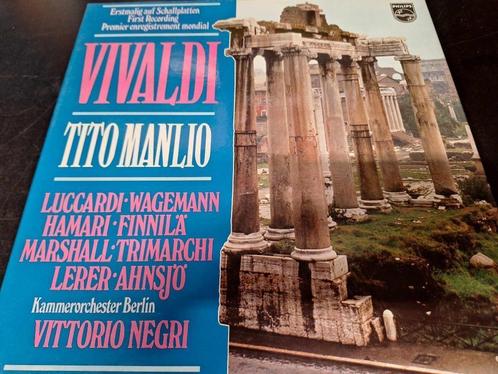 Erstmalig auf Schallplatten
First Recording
Premier enregistrement mondial
PHILIPS
VIVALDI
TITO MANLIO
LUCCARDI·WAGEMANN
HAMARI·FINNILÄ
MARSHALL·TRIMARCHI
LERER·AHNSJÖ
Kammerorchester Berlin
VITTORIO NEGRI